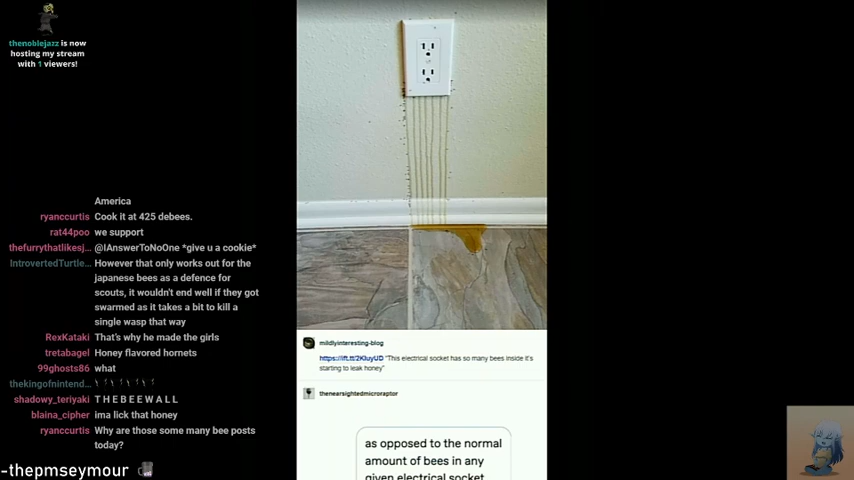 thenoblejazz is now
hosting my stream
with 1 viewers!
America
ryanccurtis Cook it at 425 debees.
rat44poo we support
thefurrythatlikesj... @IAnswerToNoOne *give u a cookie*
IntrovertedTurtle... However that only works out for the
japanese bees as a defence for
scouts, it wouldn't end well if they got
swarmed as it takes a bit to kill a
single wasp that way
RexKataki That's why he made the girls
tretabagel Honey flavored hornets
99ghosts86 what
thekingofnintend...
shadowy_teriyaki T H E B E E W A L L
blaina_cipher ima lick that honey
ryanccurtis Why are those some many bee posts
today?
-thepmseymour
mildlyinteresting-blog
https://ift.tt/2KIuyUD "This electrical socket has so many bees inside it's
starting to leak honey"
thenearsightedmicroraptor
as opposed to the normal
amount of bees in any
given electrical socket